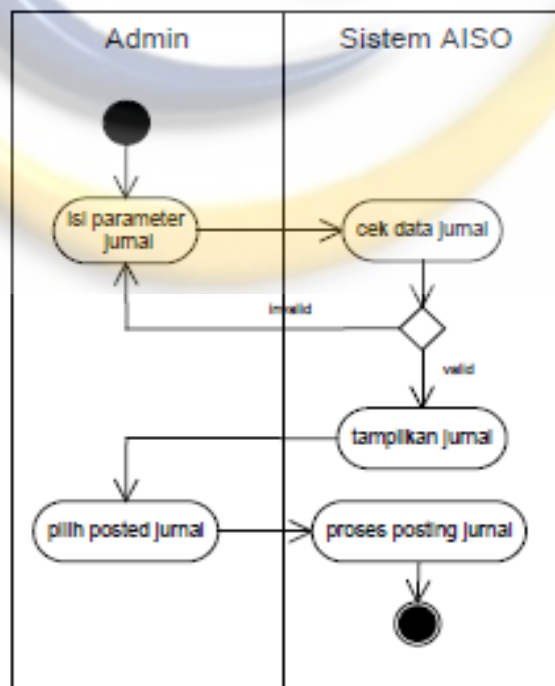 Admin
Sistem AISO
isi parameter
jurnal
cek data jurnal
invalid
valid
tampilkan jurnal
pilih posted jurnal
proses posting jurnal